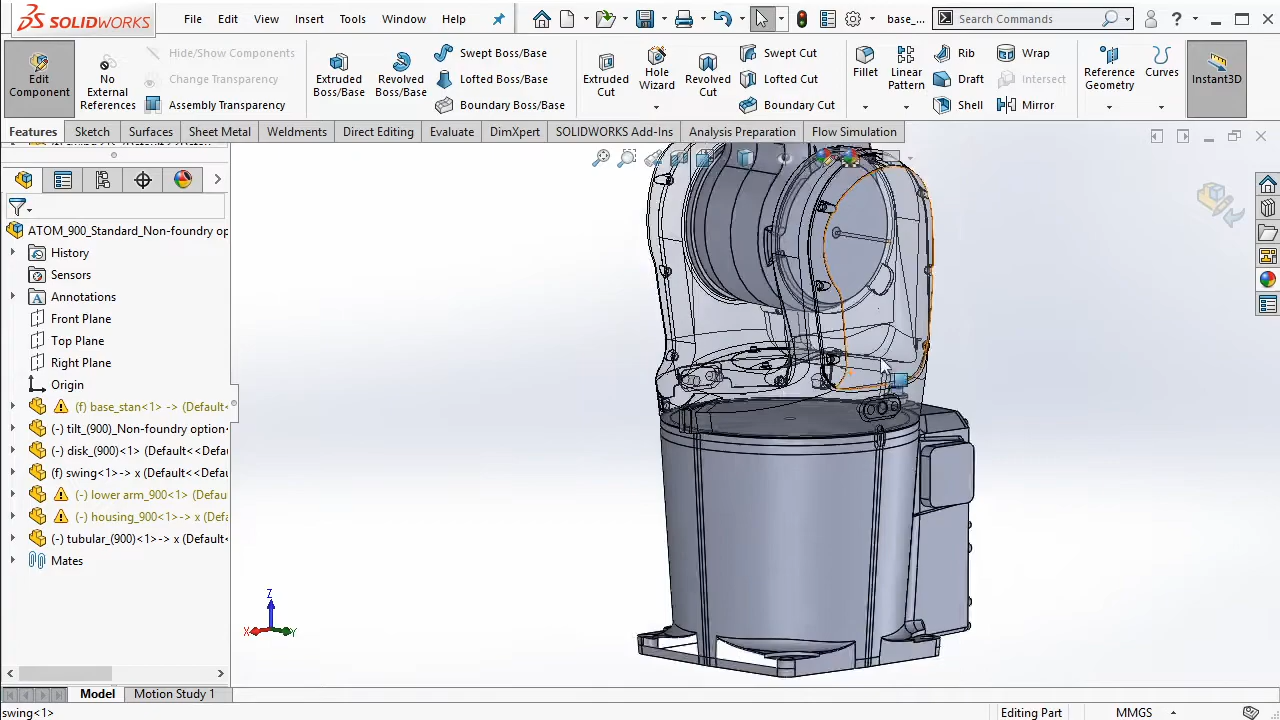 SOLIDWORKS
File Edit View Insert Tools Window Help
base_...
Search Commands
Edit Component
No External References
Hide/Show Components
Change Transparency
Assembly Transparency
Extruded Boss/Base
Revolved Boss/Base
Swept Boss/Base
Lofted Boss/Base
Boundary Boss/Base
Extruded Cut
Hole Wizard
Revolved Cut
Swept Cut
Lofted Cut
Boundary Cut
Fillet
Linear Pattern
Rib
Draft
Shell
Wrap
Intersect
Mirror
Reference Geometry
Curves
Instant3D
Features Sketch Surfaces Sheet Metal Weldments Direct Editing Evaluate DimXpert SOLIDWORKS Add-Ins Analysis Preparation Flow Simulation
ATOM_900_Standard_Non-foundry op
History
Sensors
Annotations
Front Plane
Top Plane
Right Plane
Origin
(f) base_stan<1> -> (Default<
(-) tilt_(900)_Non-foundry option
(-) disk_(900)<1> (Default<<Defau
(f) swing<1>-> x (Default<<Defau
(-) lower arm_900<1> (Defau
(-) housing_900<1>-> x (Defa
(-) tubular_(900)<1>-> x (Default<
Mates
Z
X
Y
Model Motion Study 1
swing<1>
Editing Part
MMGS